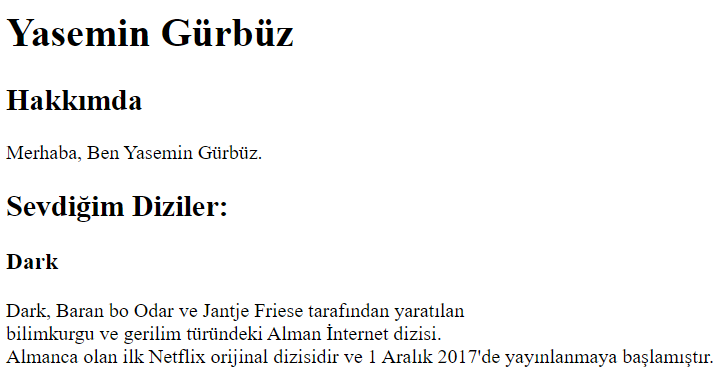 Yasemin Gürbüz
Hakkımda
Merhaba, Ben Yasemin Gürbüz.
Sevdiğim Diziler:
Dark
Dark, Baran bo Odar ve Jantje Friese tarafından yaratılan
bilimkurgu ve gerilim türündeki Alman İnternet dizisi.
Almanca olan ilk Netflix orijinal dizisidir ve 1 Aralık 2017'de yayınlanmaya başlamıştır.